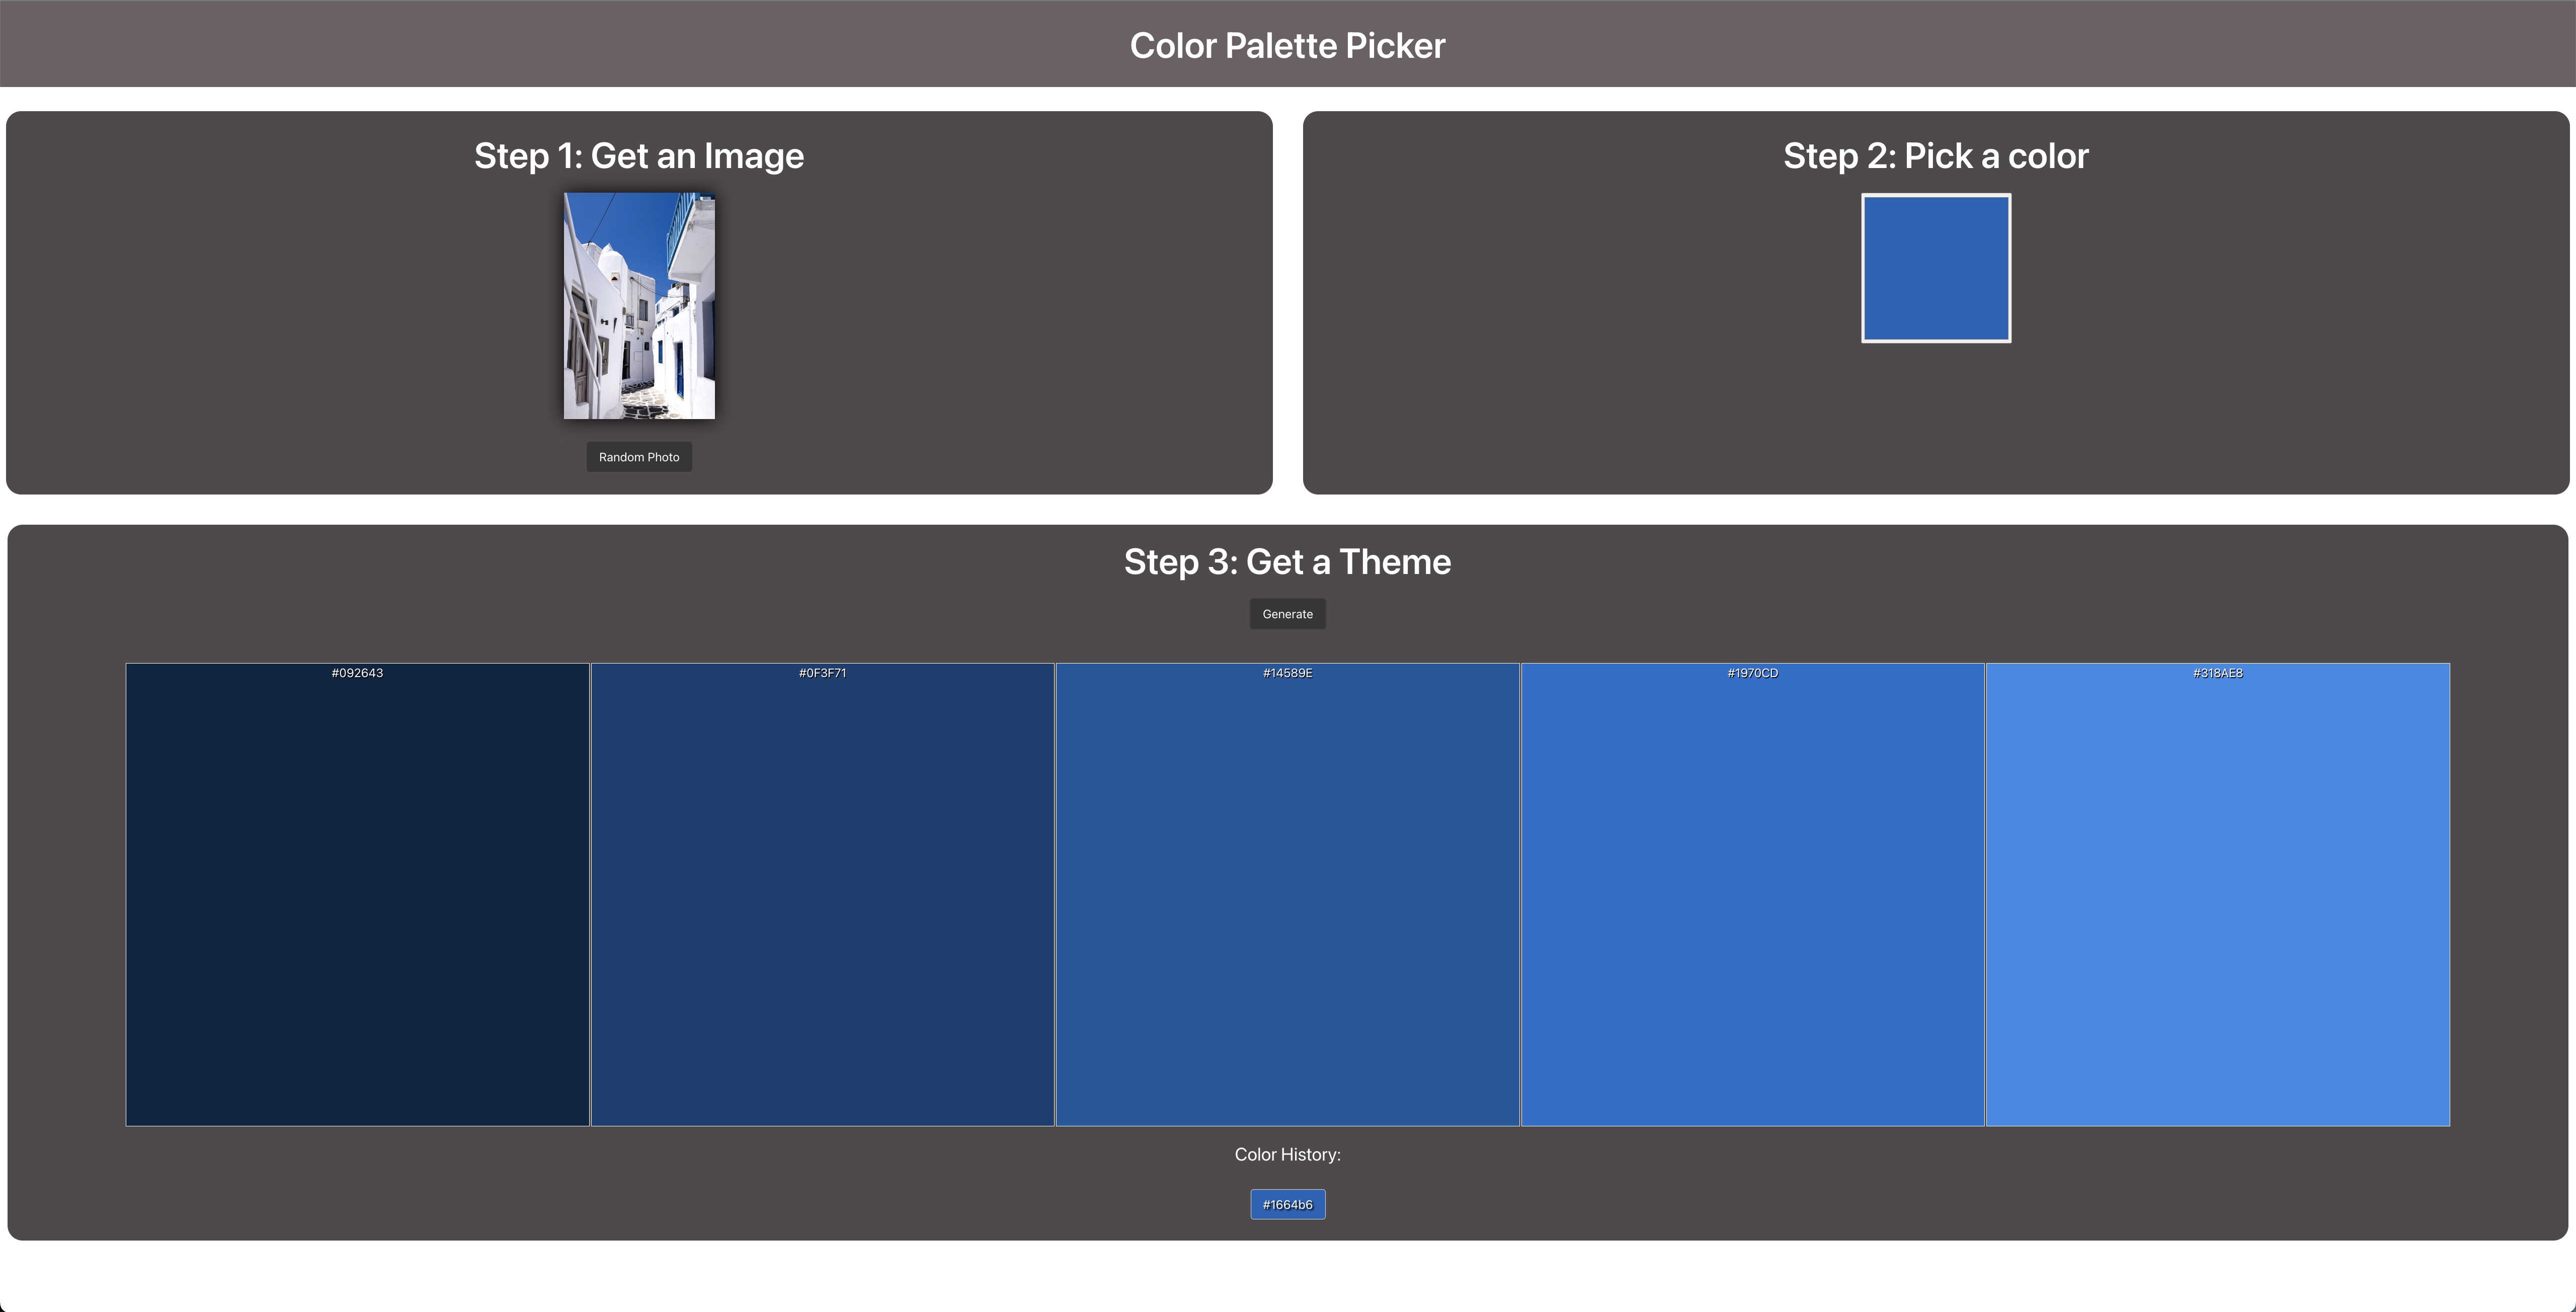 Color Palette Picker
Step 1: Get an Image
Random Photo
Step 2: Pick a color
Step 3: Get a Theme
Generate
#092643
#0F3F71
#14589E
#1970CD
#318AE8
Color History:
#1664b6